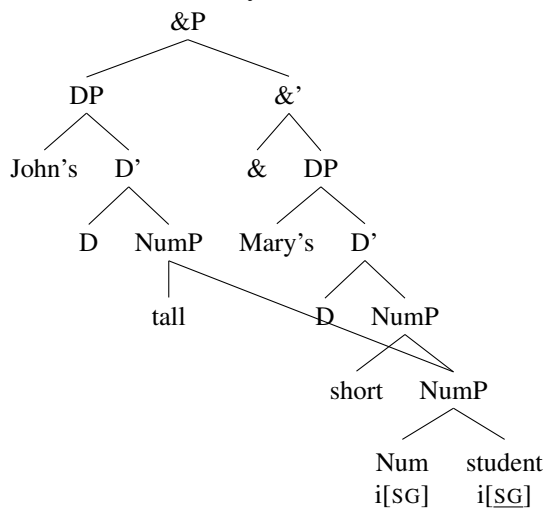 &P
DP &’
John's D’ & DP
D NumP Mary's D’
tall D NumP
short NumP
Num student
i[SG] i[SG]